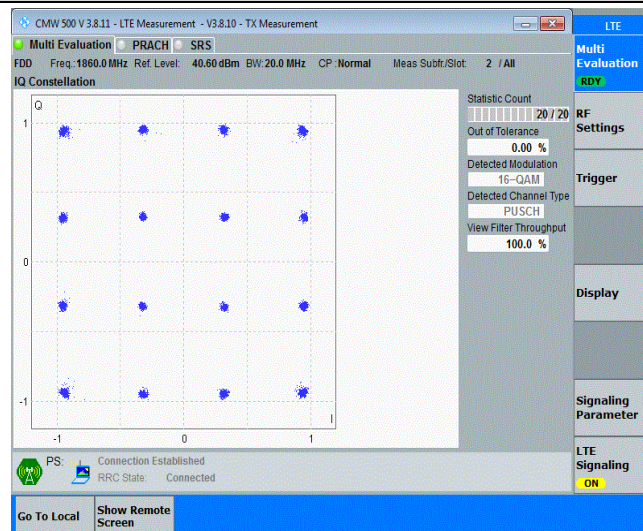 CMW 500 V 3.8.11 - LTE Measurement - V3.8.10 - TX Measurement
LTE
Multi Evaluation PRACH SRS
Multi
Evaluation
RDY
FDD Freq.:1860.0 MHz Ref. Level: 40.60 dBm BW:20.0 MHz CP :Normal Meas Subfr./Slot: 2 / All
IQ Constellation
Q
1
0
-1
-1 0 1
I
Statistic Count
20 / 20
Out of Tolerance
0.00 %
Detected Modulation
16-QAM
Detected Channel Type
PUSCH
View Filter Throughput
100.0 %
RF
Settings
Trigger
Display
Signaling
Parameter
LTE
Signaling
ON
PS: Connection Established
RRC State: Connected
Go To Local
Show Remote
Screen